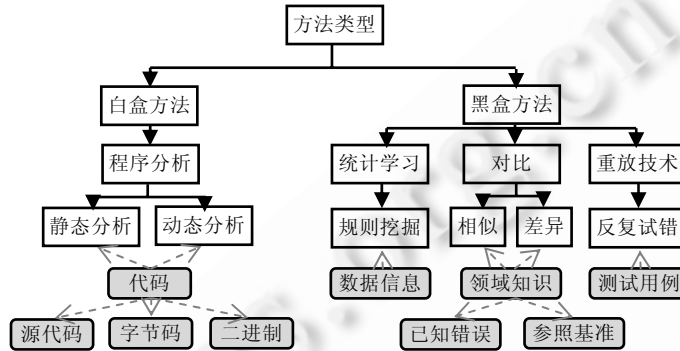 方法类型
白盒方法
黑盒方法
程序分析
统计学习
对比
重放技术
静态分析
动态分析
规则挖掘
相似
差异
反复试错
代码
数据信息
领域知识
测试用例
源代码
字节码
二进制
已知错误
参照基准